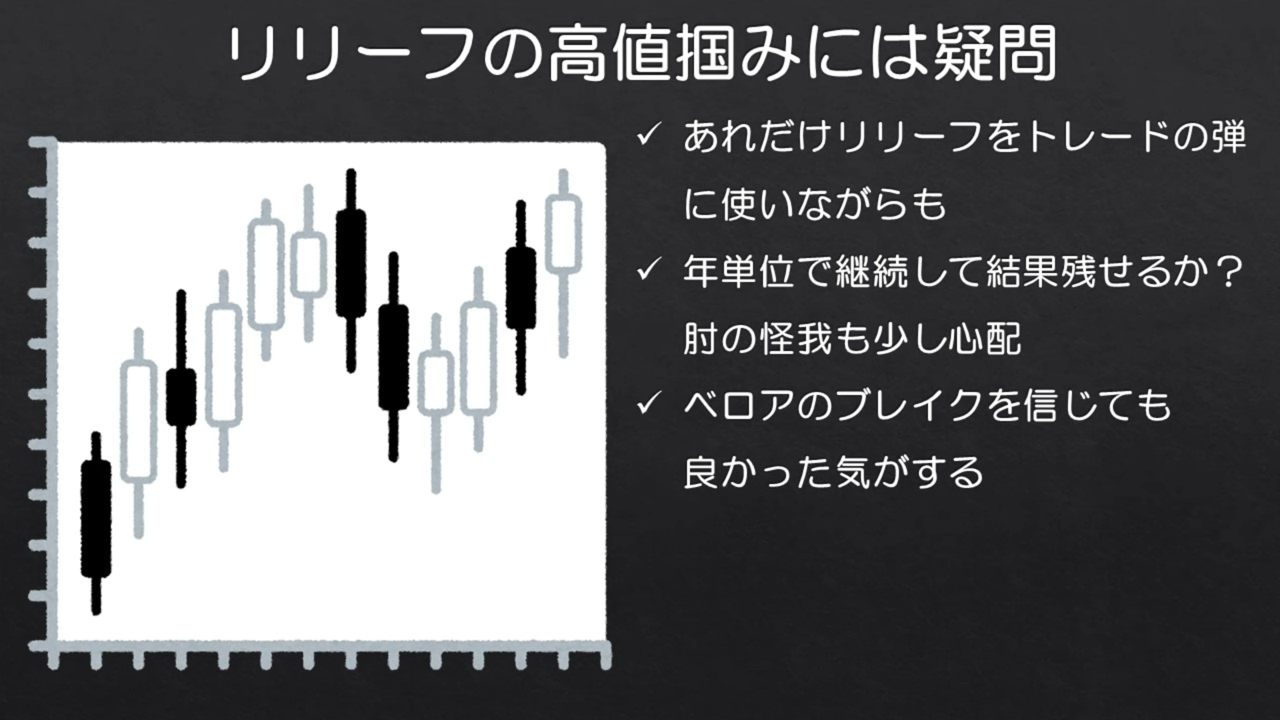 リリーフの高値掴みには疑問
✓ あれだけリリーフをトレードの弾
に使いながらも
✓ 年単位で継続して結果残せるか？
肘の怪我も少し心配
✓ ベロアのブレイクを信じても
良かった気がする